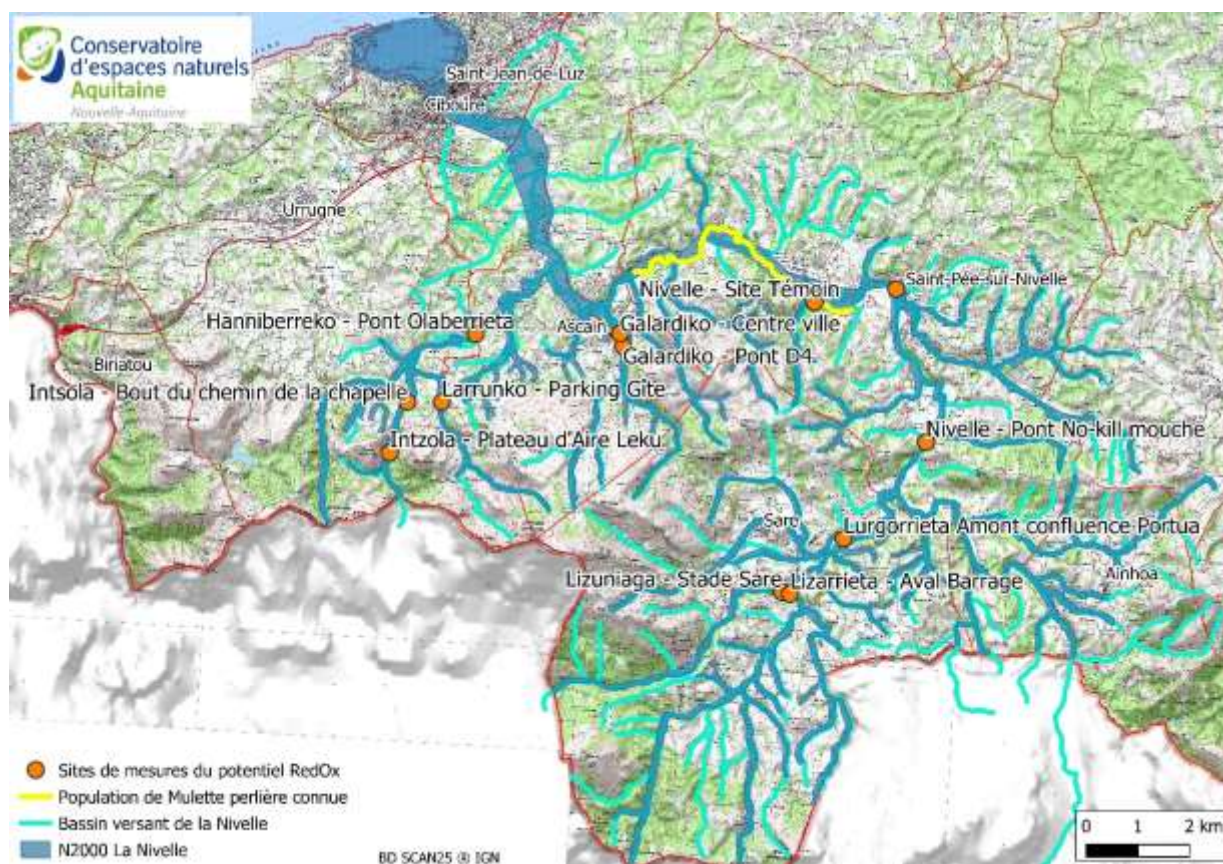 Conservatoire
d'espaces naturels
Aquitaine
Nouvelle-Aquitaine
Saint-Jean-de-Luz
Ciboure
Urrugne
Saint-Pée-sur-Nivelle
Nivelle - Site Témoin
Hanniberreko - Pont Olaberrieta
Ascain
Galardiko - Centre ville
Galardiko - Pont D4
Biriatou
Intsola - Bout du chemin de la chapelle
Larrunko - Parking Gîte
Nivelle - Pont No-kill mouche
Intzola - Plateau d'Aire Leku
Sare
Lurgorrieta Amont confluence Portua
Lizuniaga - Stade Sare
Lizarrieta - Aval Barrage
Ainhoa
Sites de mesures du potentiel RedOx
Population de Mulette perlière connue
Bassin versant de la Nivelle
N2000 La Nivelle
BD SCAN25 ® IGN
0 1 2 km